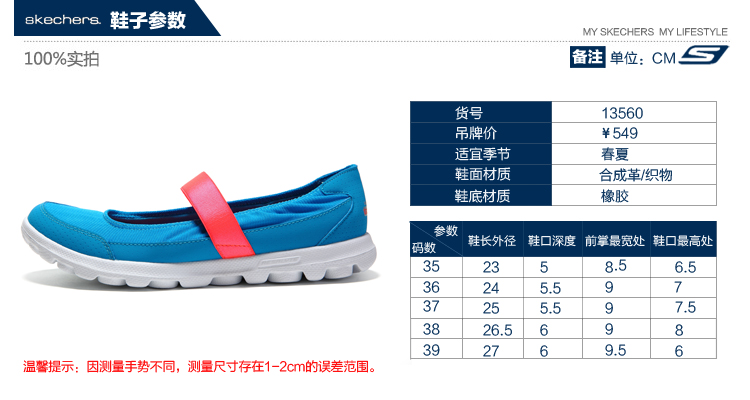 skechers. 鞋子参数
MY SKECHERS MY LIFESTYLE
100%实拍
备注 单位：CM
货号 13560
吊牌价 ￥549
适宜季节 春夏
鞋面材质 合成革/织物
鞋底材质 橡胶
参数
码数 鞋长外径 鞋口深度 前掌最宽处 鞋口最高处
35 23 5 8.5 6.5
36 24 5.5 9 7
37 25 5.5 9 7.5
38 26.5 6 9 8
39 27 6 9.5 6
温馨提示：因测量手势不同，测量尺寸存在1-2cm的误差范围。